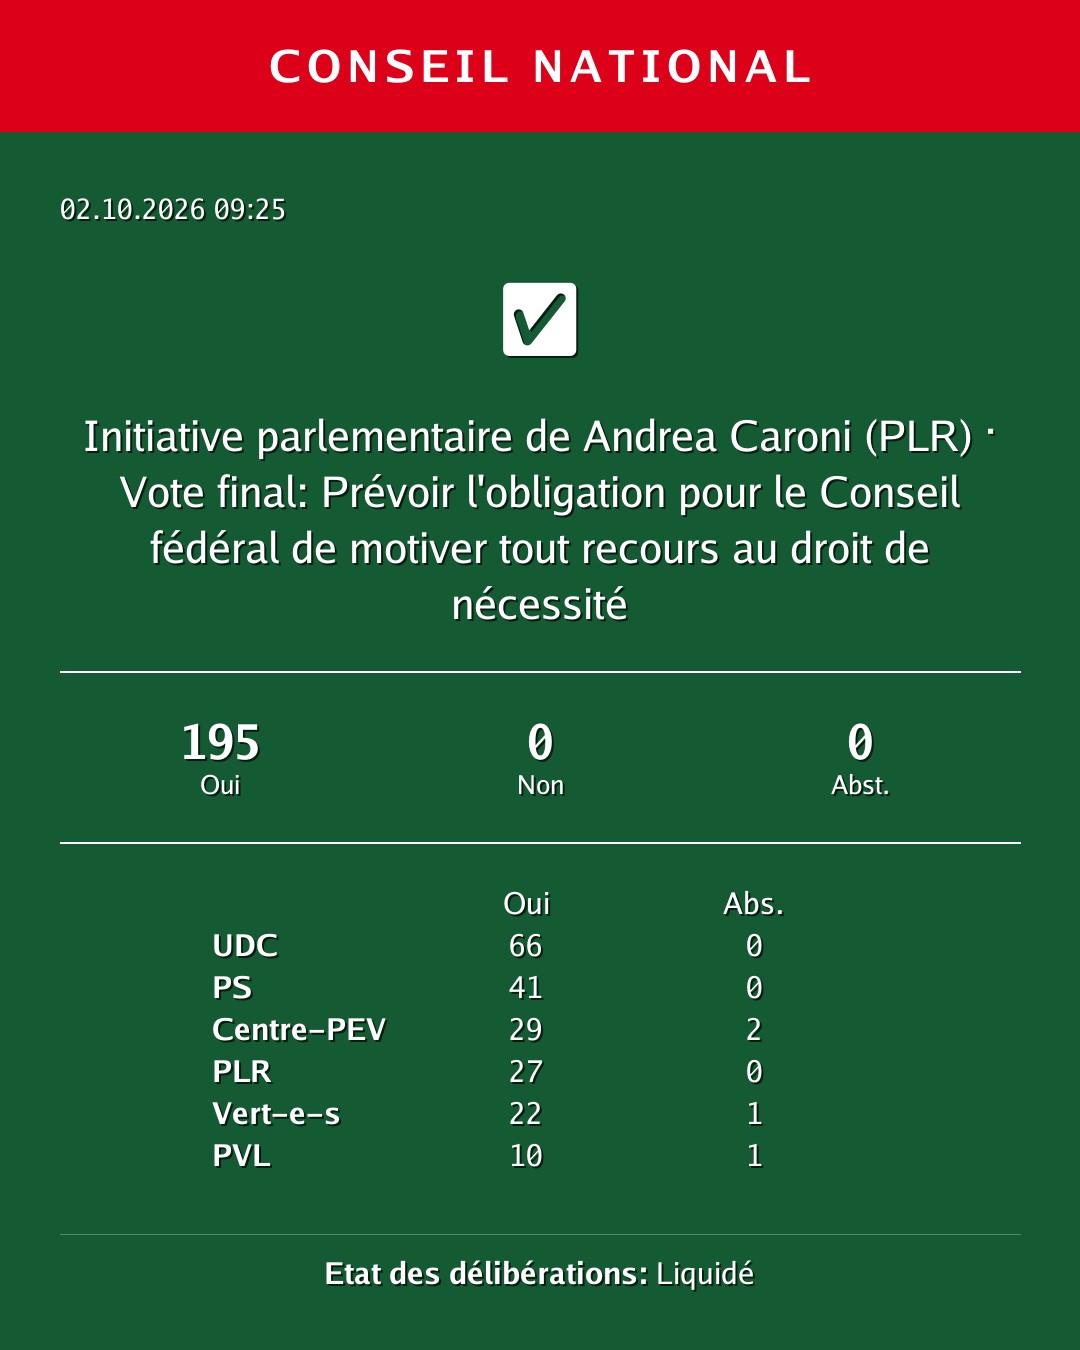 CONSEIL NATIONAL
02.10.2026 09:25
Initiative parlementaire de Andrea Caroni (PLR) ·
Vote final: Prévoir l'obligation pour le Conseil
fédéral de motiver tout recours au droit de
nécessité
195 0 0
Oui Non Abst.
Oui Abs.
UDC 66 0
PS 41 0
Centre-PEV 29 2
PLR 27 0
Vert-e-s 22 1
PVL 10 1
Etat des délibérations: Liquidé